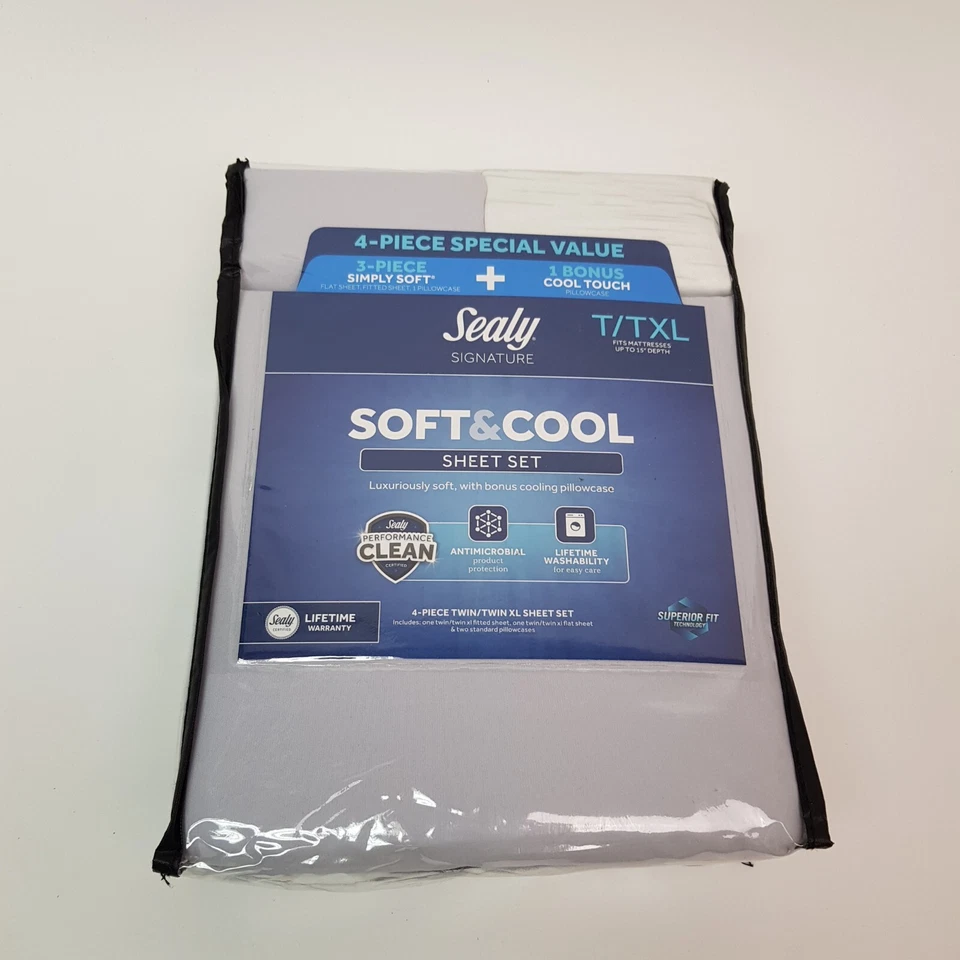 4-PIECE SPECIAL VALUE
3-PIECE
SIMPLY SOFT®
FLAT SHEET, FITTED SHEET, 1 PILLOWCASE
+
1 BONUS
COOL TOUCH
PILLOWCASE
Sealy®
SIGNATURE
T/TXL
FITS MATTRESSES
UP TO 15" DEPTH
SOFT&COOL
SHEET SET
Luxuriously soft, with bonus cooling pillowcase
Sealy
PERFORMANCE
CLEAN
CERTIFIED
ANTIMICROBIAL
product
protection
LIFETIME
WASHABILITY
for easy care
Sealy
CERTIFIED
LIFETIME
WARRANTY
4-PIECE TWIN/TWIN XL SHEET SET
Includes: one twin/twin xl fitted sheet, one twin/twin xl flat sheet
& two standard pillowcases
SUPERIOR FIT
TECHNOLOGY